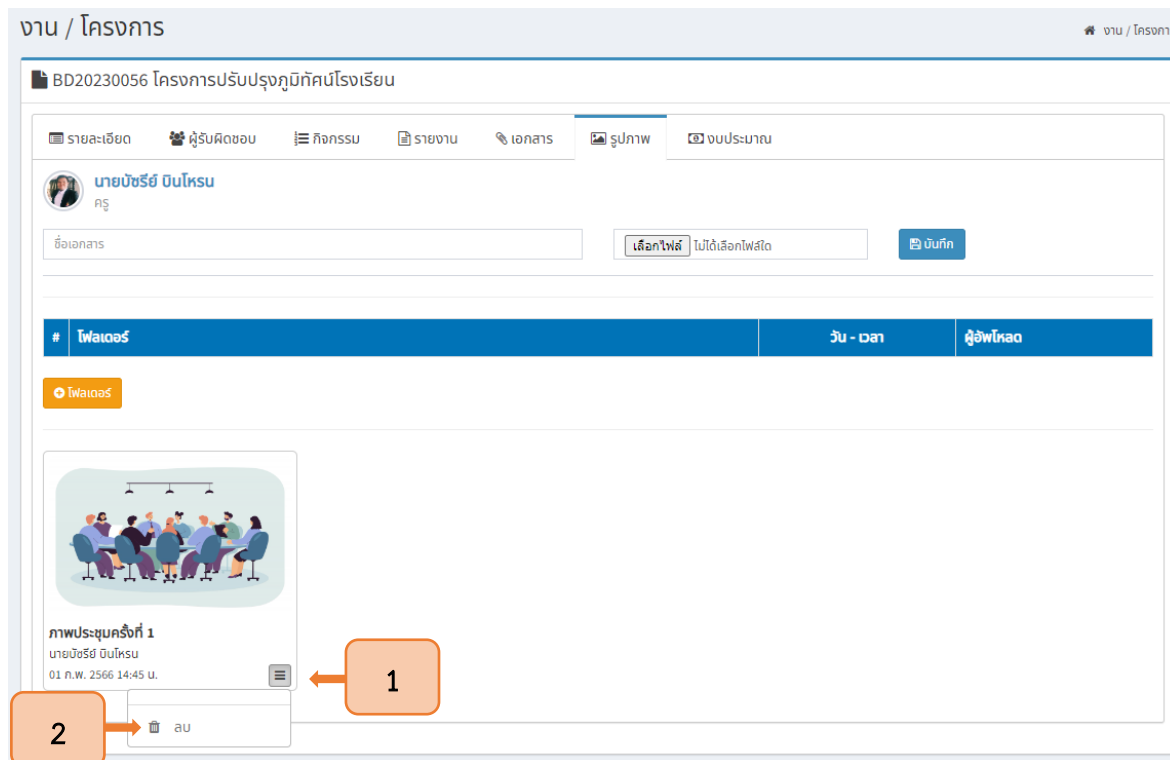 งาน / โครงการ
งาน / โครงกา
BD20230056 โครงการปรับปรุงภูมิทัศน์โรงเรียน
รายละเอียด ผู้รับผิดชอบ กิจกรรม รายงาน เอกสาร รูปภาพ งบประมาณ
นายบัซรีย์ บินโหรน
ครู
ชื่อเอกสาร เลือกไฟล์ ไม่ได้เลือกไฟล์ใด บันทึก
# โฟลเดอร์ วัน - เวลา ผู้อัพโหลด
โฟลเดอร์
ภาพประชุมครั้งที่ 1
นายบัซรีย์ บินโหรน
01 ก.พ. 2566 14:45 น.
1
2 ลบ